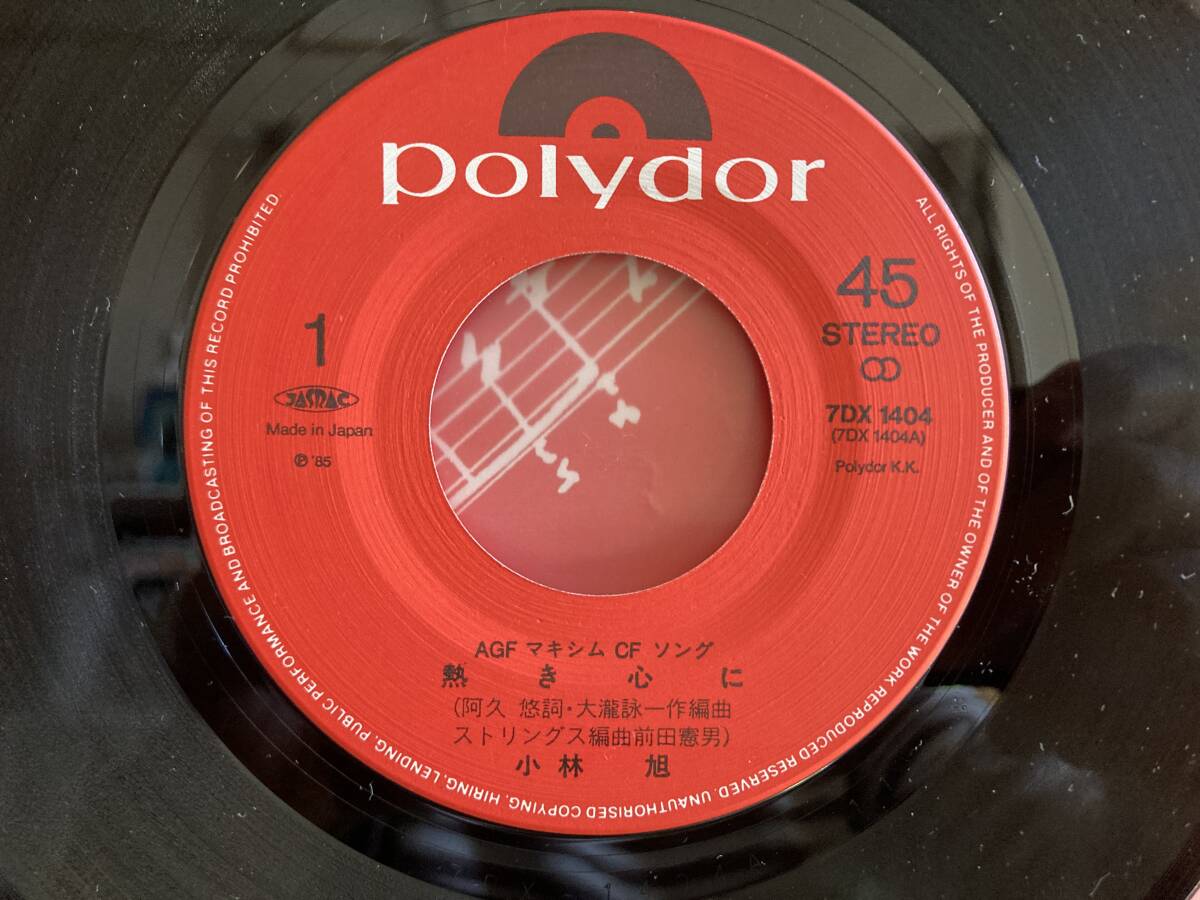 polydor
1
JASRAC
Made in Japan
℗ '85
45
STEREO
7DX 1404
(7DX 1404A)
Polydor K.K.
AGF マキシム CF ソング
熱き心に
(阿久 悠詞・大瀧詠一作編曲
ストリングス編曲前田憲男)
小林 旭
ALL RIGHTS OF THE PRODUCER AND OF THE OWNER OF THE WORK REPRODUCED RESERVED. UNAUTHORISED COPYING, HIRING, LENDING, PUBLIC PERFORMANCE AND BROADCASTING OF THIS RECORD PROHIBITED.